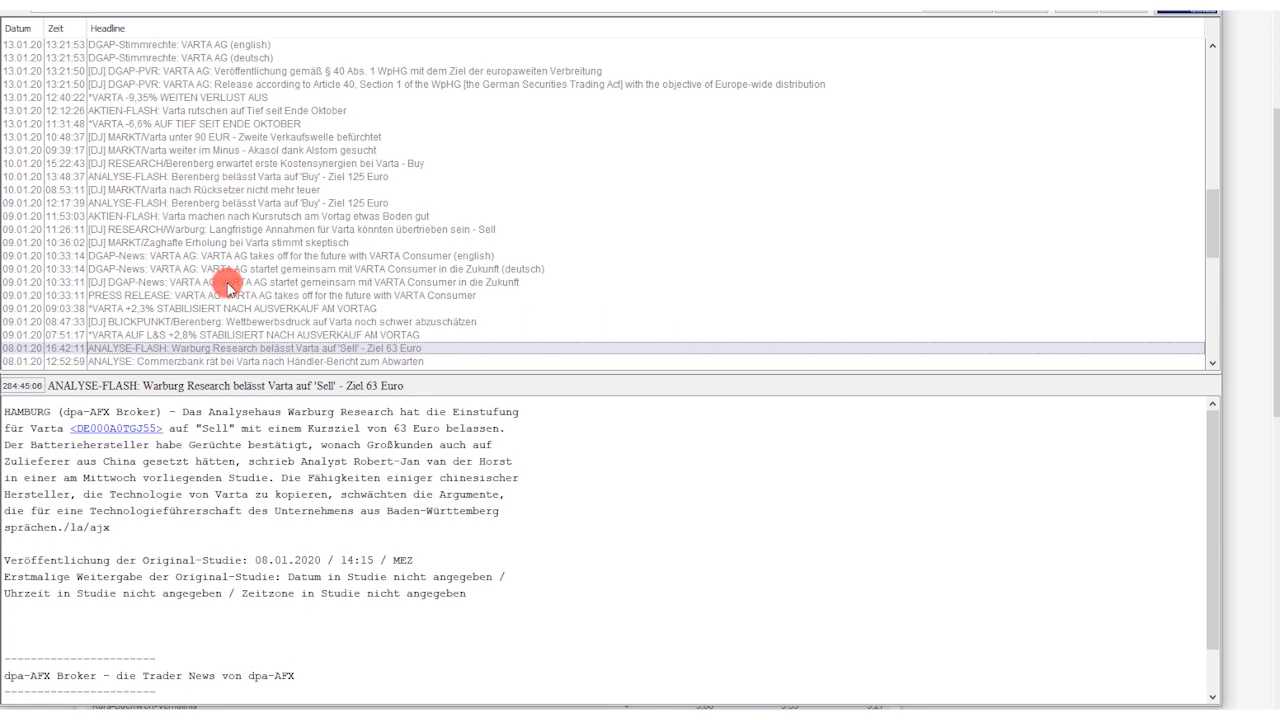 Datum Zeit Headline
13.01.20 13:21:53 DGAP-Stimmrechte: VARTA AG (english)
13.01.20 13:21:53 DGAP-Stimmrechte: VARTA AG (deutsch)
13.01.20 13:21:50 [DJ] DGAP-PVR: VARTA AG: Veröffentlichung gemäß § 40 Abs. 1 WpHG mit dem Ziel der europaweiten Verbreitung
13.01.20 13:21:50 [DJ] DGAP-PVR: VARTA AG: Release according to Article 40, Section 1 of the WpHG [the German Securities Trading Act] with the objective of Europe-wide distribution
13.01.20 12:40:22 *VARTA -9,35% WEITEN VERLUST AUS
13.01.20 12:12:26 AKTIEN-FLASH: Varta rutschen auf Tief seit Ende Oktober
13.01.20 11:31:48 *VARTA -6,6% AUF TIEF SEIT ENDE OKTOBER
13.01.20 10:48:37 [DJ] MARKT/Varta unter 90 EUR - Zweite Verkaufswelle befürchtet
13.01.20 09:39:17 [DJ] MARKT/Varta weiter im Minus - Akasol dank Alstom gesucht
10.01.20 15:22:43 [DJ] RESEARCH/Berenberg erwartet erste Kostensynergien bei Varta - Buy
10.01.20 13:48:37 ANALYSE-FLASH: Berenberg belässt Varta auf 'Buy' - Ziel 125 Euro
10.01.20 08:53:11 [DJ] MARKT/Varta nach Rücksetzer nicht mehr teuer
09.01.20 12:17:39 ANALYSE-FLASH: Berenberg belässt Varta auf 'Buy' - Ziel 125 Euro
09.01.20 11:53:03 AKTIEN-FLASH: Varta machen nach Kursrutsch am Vortag etwas Boden gut
09.01.20 11:26:11 [DJ] RESEARCH/Warburg: Langfristige Annahmen für Varta könnten übertrieben sein - Sell
09.01.20 10:36:02 [DJ] MARKT/Zaghafte Erholung bei Varta stimmt skeptisch
09.01.20 10:33:14 DGAP-News: VARTA AG: VARTA AG takes off for the future with VARTA Consumer (english)
09.01.20 10:33:14 DGAP-News: VARTA AG: VARTA AG startet gemeinsam mit VARTA Consumer in die Zukunft (deutsch)
09.01.20 10:33:11 [DJ] DGAP-News: VARTA AG: VARTA AG startet gemeinsam mit VARTA Consumer in die Zukunft
09.01.20 10:33:11 PRESS RELEASE: VARTA AG: VARTA AG takes off for the future with VARTA Consumer
09.01.20 09:03:38 *VARTA +2,3% STABILISIERT NACH AUSVERKAUF AM VORTAG
09.01.20 08:47:33 [DJ] BLICKPUNKT/Berenberg: Wettbewerbsdruck auf Varta noch schwer abzuschätzen
09.01.20 07:51:17 *VARTA AUF L&S +2,8% STABILISIERT NACH AUSVERKAUF AM VORTAG
08.01.20 16:42:11 ANALYSE-FLASH: Warburg Research belässt Varta auf 'Sell' - Ziel 63 Euro
08.01.20 12:52:59 ANALYSE: Commerzbank rät bei Varta nach Händler-Bericht zum Abwarten
284:45:06 ANALYSE-FLASH: Warburg Research belässt Varta auf 'Sell' - Ziel 63 Euro
HAMBURG (dpa-AFX Broker) - Das Analysehaus Warburg Research hat die Einstufung
für Varta <DE000A0TGJ55> auf "Sell" mit einem Kursziel von 63 Euro belassen.
Der Batteriehersteller habe Gerüchte bestätigt, wonach Großkunden auch auf
Zulieferer aus China gesetzt hätten, schrieb Analyst Robert-Jan van der Horst
in einer am Mittwoch vorliegenden Studie. Die Fähigkeiten einiger chinesischer
Hersteller, die Technologie von Varta zu kopieren, schwächten die Argumente,
die für eine Technologieführerschaft des Unternehmens aus Baden-Württemberg
sprächen./la/ajx
Veröffentlichung der Original-Studie: 08.01.2020 / 14:15 / MEZ
Erstmalige Weitergabe der Original-Studie: Datum in Studie nicht angegeben /
Uhrzeit in Studie nicht angegeben / Zeitzone in Studie nicht angegeben
-----------------------
dpa-AFX Broker - die Trader News von dpa-AFX
-----------------------